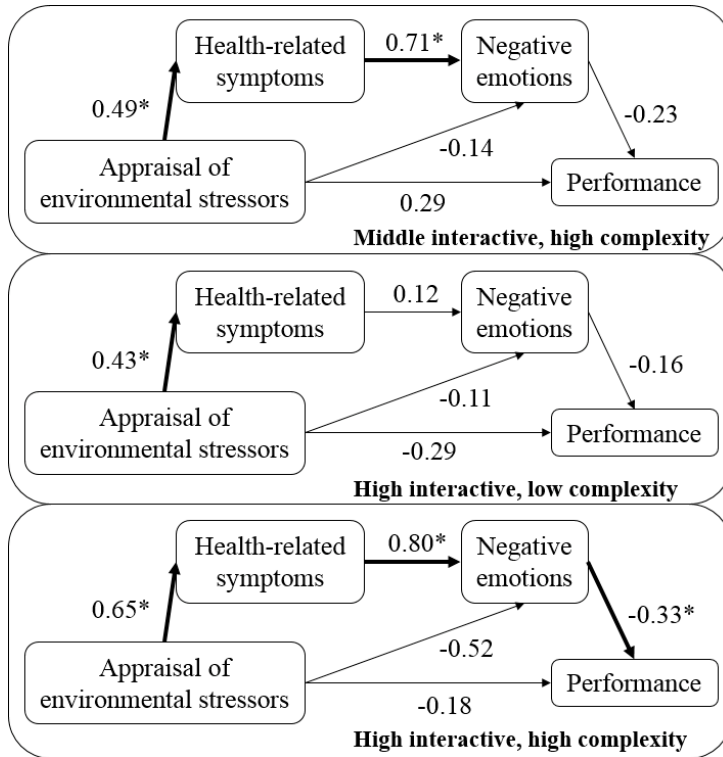 Health-related
symptoms
0.71*
Negative
emotions
0.49*
-0.23
Appraisal of
environmental stressors
-0.14
0.29
Performance
Middle interactive, high complexity
Health-related
symptoms
0.12
Negative
emotions
0.43*
-0.16
Appraisal of
environmental stressors
-0.11
-0.29
Performance
High interactive, low complexity
Health-related
symptoms
0.80*
Negative
emotions
0.65*
-0.33*
Appraisal of
environmental stressors
-0.52
-0.18
Performance
High interactive, high complexity